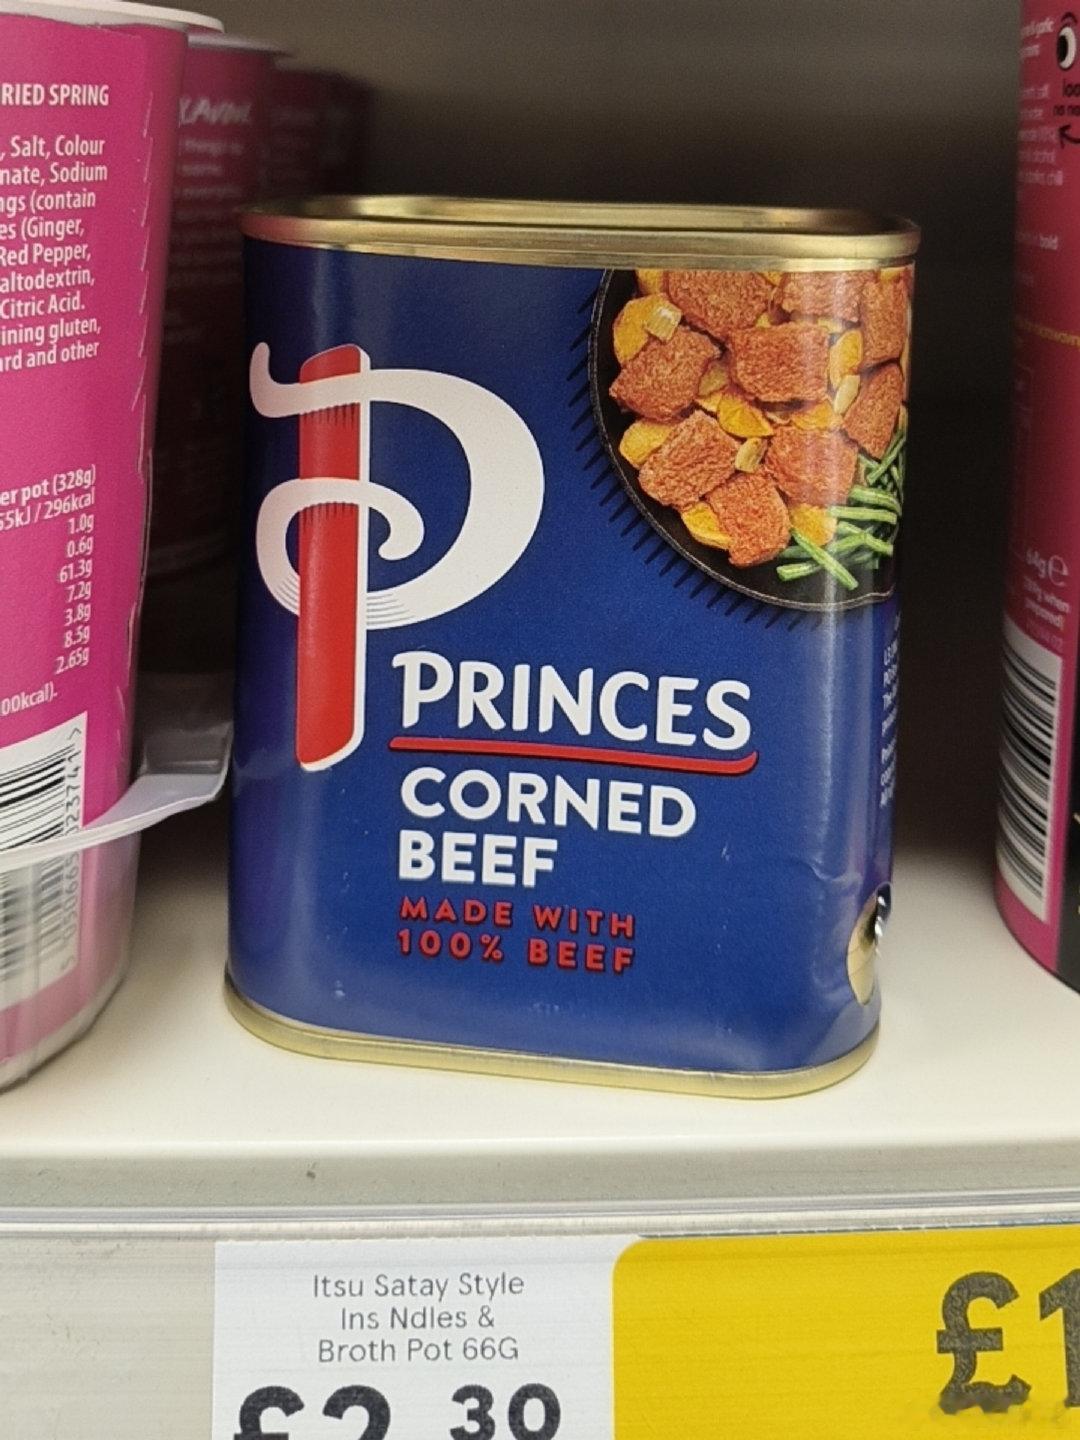 RIED SPRING
, Salt, Colour
nate, Sodium
ngs (contain
es (Ginger,
Red Pepper,
altodextrin,
Citric Acid.
ining gluten,
ard and other
er pot (328g)
55kJ / 296kcal
1.0g
0.6g
61.3g
7.2g
3.8g
8.5g
2.65g
00kcal).
PRINCES
CORNED
BEEF
MADE WITH
100% BEEF
Itsu Satay Style
Ins Ndles &
Broth Pot 66G
£2.30
£1